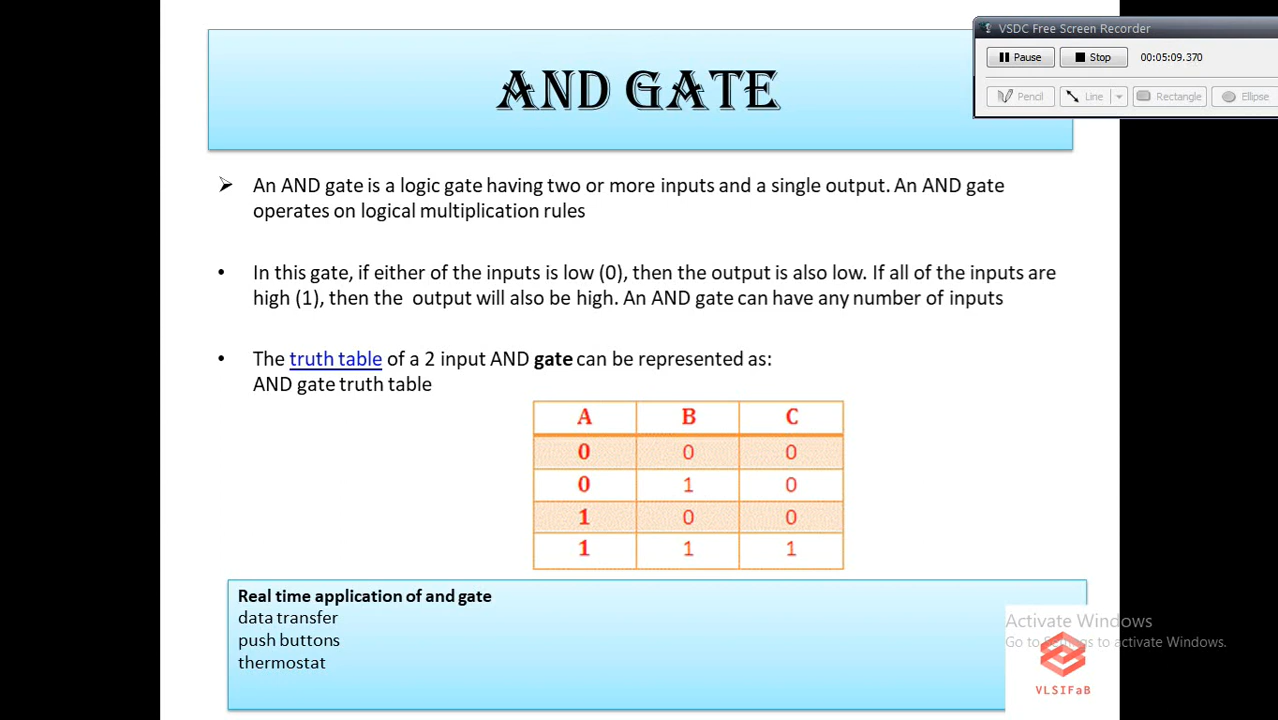 VSDC Free Screen Recorder
Pause Stop 00:05:09.370
Pencil Line Rectangle Ellipse
AND GATE
➢ An AND gate is a logic gate having two or more inputs and a single output. An AND gate
operates on logical multiplication rules
• In this gate, if either of the inputs is low (0), then the output is also low. If all of the inputs are
high (1), then the output will also be high. An AND gate can have any number of inputs
• The truth table of a 2 input AND gate can be represented as:
AND gate truth table
A B C
0 0 0
0 1 0
1 0 0
1 1 1
Real time application of and gate
data transfer
push buttons
thermostat
Activate Windows
Go to Settings to activate Windows.
VLSIFaB